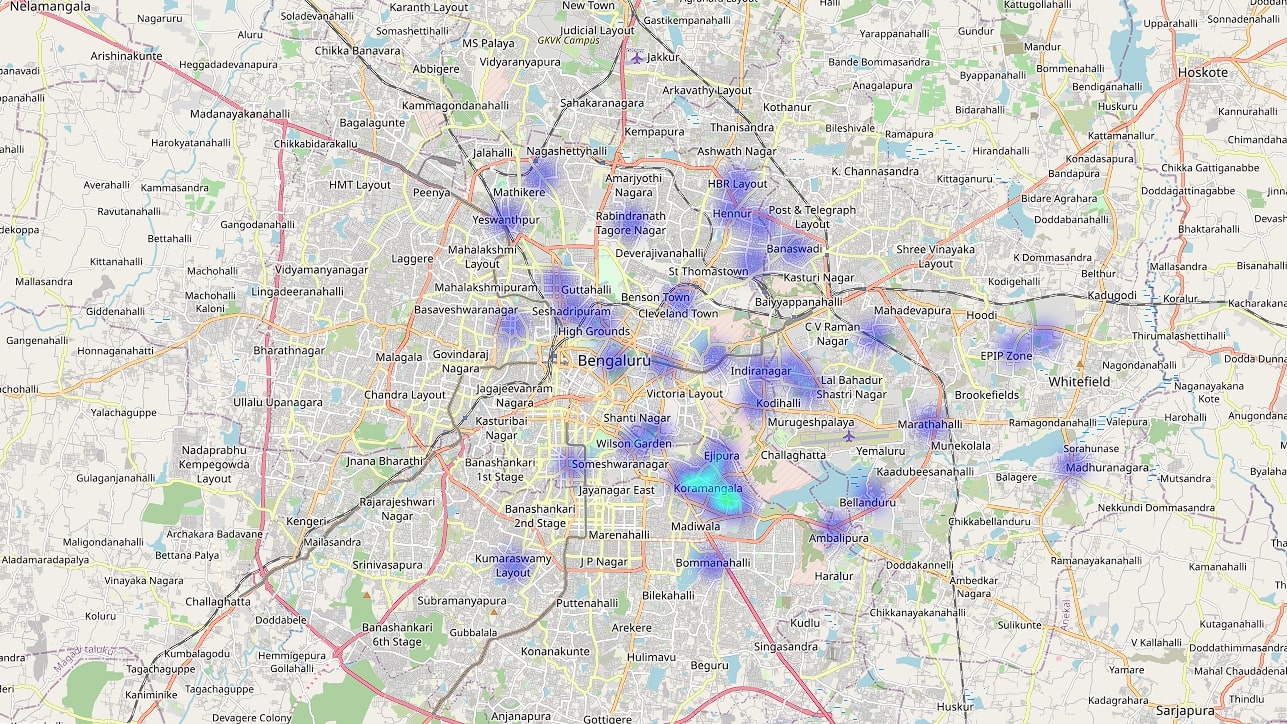 Nelamangala
Nagaruru
Arishinakunte
Soladevanahalli
Karanth Layout
Somashettihalli
Aluru
Heggadadevanapura
Chikka Banavara
MS Palaya
Abbigere
Vidyaranyapura
New Town
Judicial Layout
GKVK Campus
Gastikempanahalli
Jakkur
Halli
Yarappanahalli
Bande Bommasandra
Kattugollahalli
Gundur
Mandur
Byappanahalli
Bommenahalli
Upparahalli
Sonnadenahalli
Hoskote
Bendiganahalli
Huskuru
Kannurahalli
Anagalapura
Arkavathy Layout
Kothanur
Sahakaranagara
Kammagondanahalli
Madanayakanahalli
Bagalagunte
Harokyatanahalli
Chikkabidarakallu
Kempapura
Thanisandra
Bileshivale
Ramapura
Bidarahalli
Kattamanallur
Chimandaha
Hirandahalli
Konadasapura
Jalahalli
Nagashettyhalli
Ashwath Nagar
Averahalli
Kammasandra
HMT Layout
Peenya
Mathikere
Amarjyothi
Nagara
HBR Layout
K. Channasandra
Kittaganuru
Bandapura
Chikka Gattiganabbe
Doddagattinagabbe
Bidare Agrahara
Ravutanahalli
Gangodanahalli
Bettahalli
Yeswanthpur
Rabindranath
Tagore Nagar
Hennur
Post & Telegraph
Layout
Doddabanahalli
Bhaktarahalli
Kittanahalli
Laggere
Mahalakshmi
Layout
Deverajivanahalli
Banaswadi
Shree Vinayaka
Layout
K Dommasandra
Machohalli
Vidyamanyanagar
St Thomastown
Kasturi Nagar
Belthur
Mallasandra
Bisanahalli
Mallasandra
Mahalakshmipuram
Guttahalli
Kodigehalli
Machohalli
Kaloni
Lingadeeranahalli
Benson Town
Baiyyappanahalli
Kadugodi
Koralur
Kacharakana
Giddenahalli
Basaveshwaranagar
Seshadripuram
Cleveland Town
Mahadevapura
Hoodi
High Grounds
C V Raman
Nagar
Thirumalashettihalli
Gangenahalli
Honnaganahatti
Bharathnagar
Malagala
Govindaraj
Nagara
Bengaluru
Indiranagar
EPIP Zone
Nagondanahalli
Dodda Dunna
Whitefield
Lal Bahadur
Shastri Nagar
Nagannayakana
Kote
Chandra Layout
Jagajeevanram
Nagara
Victoria Layout
Brookefields
Ullalu Upanagara
Kodihalli
Yalachaguppe
Kasturibai
Nagar
Shanti Nagar
Murugeshpalaya
Marathahalli
Ramagondanahalli
Valepura
Harohalli
Anugondana
Nadaprabhu
Kempegowda
Layout
Wilson Garden
Munekolala
Sorahunase
Jnana Bharathi
Banashankari
1st Stage
Someshwaranagar
Ejipura
Challaghatta
Yemaluru
Kaadubeesanahalli
Madhuranagara
Gulaganjanahalli
Balagere
Mutsandra
Jayanagar East
Koramangala
Rajarajeshwari
Nagar
Bellanduru
Nekkundi Dommasandra
Banashankari
2nd Stage
Kengeri
Madiwala
Chikkabellanduru
Archakara Badavane
Maligondanahalli
Mailasandra
Marenahalli
Ambalipura
Aladamaradapalya
Bettana Palya
Srinivasapura
Kumaraswamy
Layout
J P Nagar
Bommanahalli
Doddakannelli
Ramanayakanahalli
Kamanahalli
Vinayaka Nagara
Haralur
Ambedkar
Nagara
Challaghatta
Subramanyapura
Puttenahalli
Bilekahalli
Chikkanayakanahalli
Koluru
Doddabele
Banashankari
6th Stage
Gubbalala
Arekere
Kudlu
Sulikunte
Anekal
Kutaganahalli
V Kallahalli
Doddathimmasandra
Kumbalagodu
Hemmigepura
Gollahalli
Konanakunte
Hulimavu
Singasandra
Magadi taluku
Tagachaguppe
Beguru
Yamare
Mahal Chaudadena
Tagachaguppe
Kaniminike
Kadagrahara
Thindlu
Devagere Colony
Anjanapura
Gottigere
Huskur
Sarjapura